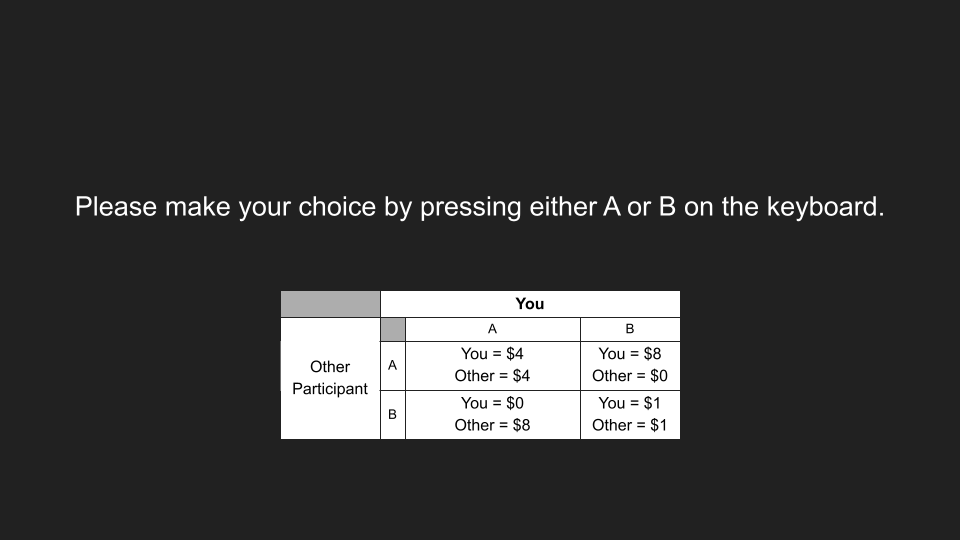 Please make your choice by pressing either A or B on the keyboard.
You
A B
Other
Participant
A
You = $4
Other = $4
You = $8
Other = $0
B
You = $0
Other = $8
You = $1
Other = $1